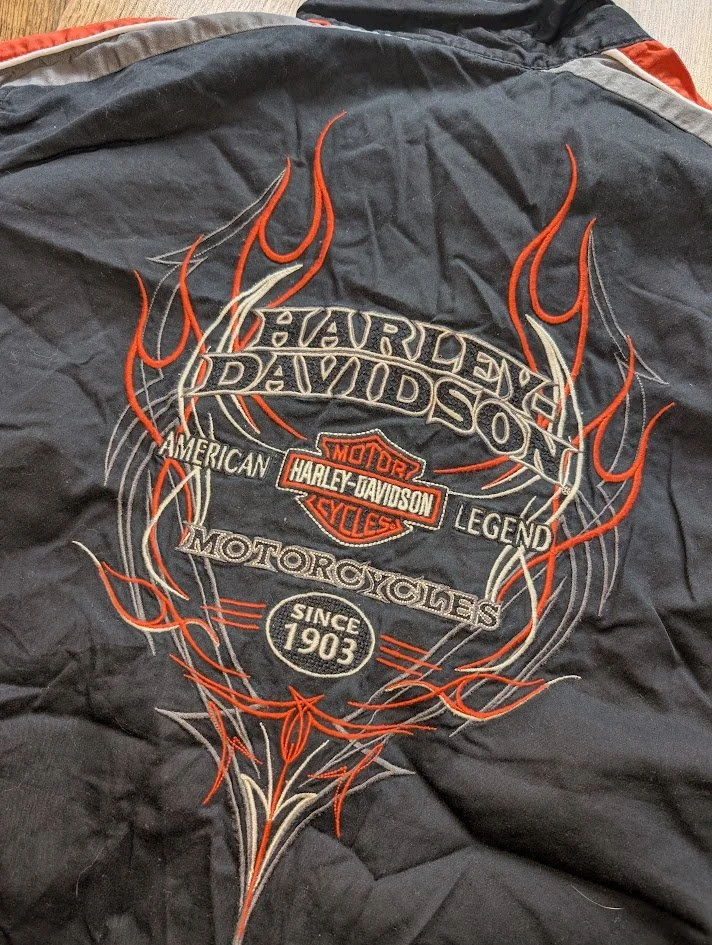 HARLEY-
DAVIDSON®
AMERICAN
MOTOR
HARLEY-DAVIDSON
CYCLES
LEGEND
MOTORCYCLES
SINCE
1903